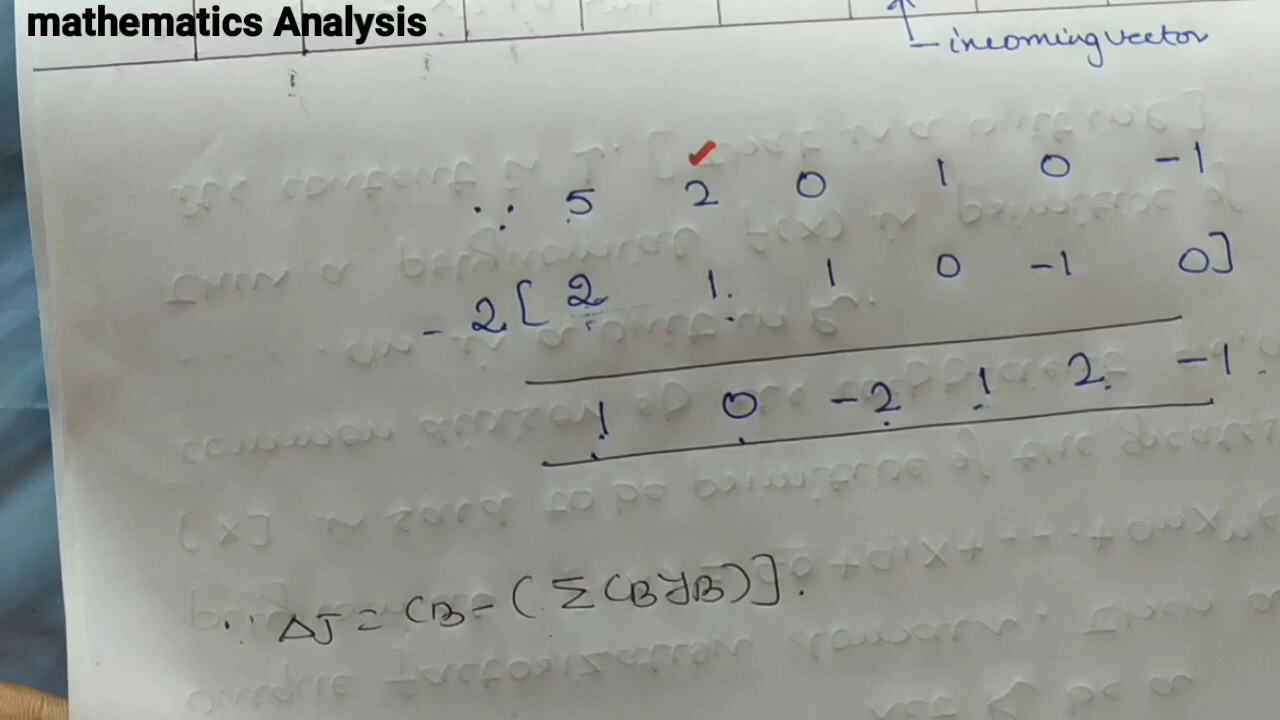 mathematics Analysis
incoming vector
∴ 5 2 0 1 0 -1
- 2 [ 2 1 1 0 -1 0]
1 0 -2 1 2 -1
∴ ΔJ = CB - ( Σ CB YB)].